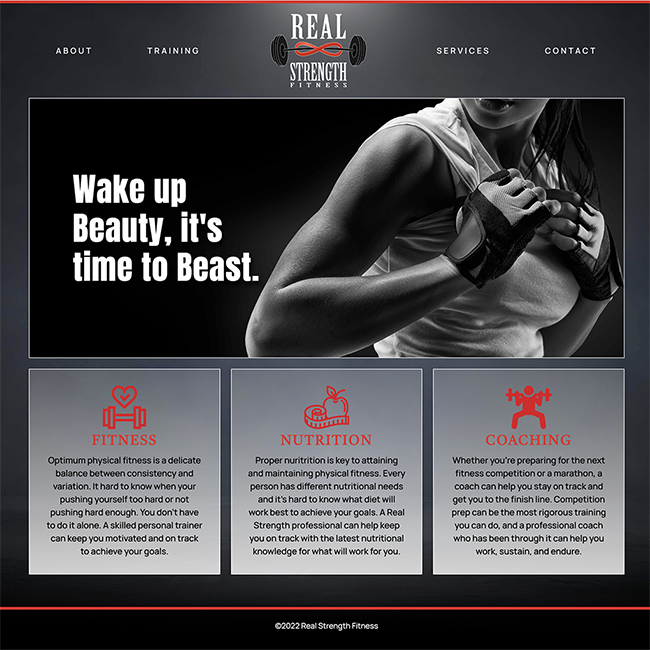 ABOUT
TRAINING
REAL
STRENGTH
FITNESS
SERVICES
CONTACT
Wake up
Beauty, it's
time to Beast.
FITNESS
Optimum physical fitness is a delicate
balance between consistency and
variation. It hard to know when your
pushing yourself too hard or not
pushing hard enough. You don't have
to do it alone. A skilled personal trainer
can keep you motivated and on track
to achieve your goals.
NUTRITION
Proper nuritrition is key to attaining
and maintaining physical fitness. Every
person has different nutritional needs
and it's hard to know what diet will
work best to achieve your goals. A Real
Strength professional can help keep
you on track with the latest nutritional
knowledge for what will work for you.
COACHING
Whether you're preparing for the next
fitness competition or a marathon, a
coach can help you stay on track and
get you to the finish line. Competition
prep can be the most rigorous training
you can do, and a professional coach
who has been through it can help you
work, sustain, and endure.
©2022 Real Strength Fitness